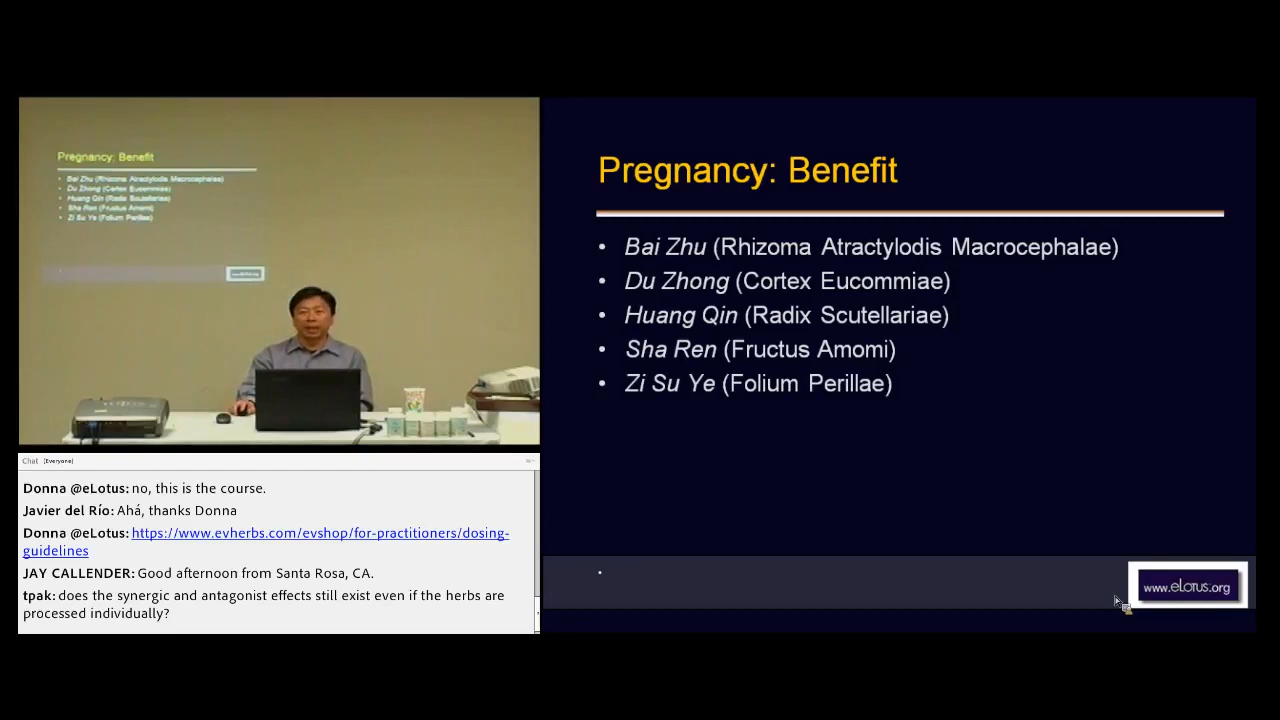 Pregnancy: Benefit
• Bai Zhu (Rhizoma Atractylodis Macrocephalae)
• Du Zhong (Cortex Eucommiae)
• Huang Qin (Radix Scutellariae)
• Sha Ren (Fructus Amomi)
• Zi Su Ye (Folium Perillae)
Chat (Everyone)
Donna @eLotus: no, this is the course.
Javier del Río: Ahá, thanks Donna
Donna @eLotus: https://www.evherbs.com/evshop/for-practitioners/dosing-
guidelines
JAY CALLENDER: Good afternoon from Santa Rosa, CA.
tpak: does the synergic and antagonist effects still exist even if the herbs are
processed individually?
Pregnancy: Benefit
• Bai Zhu (Rhizoma Atractylodis Macrocephalae)
• Du Zhong (Cortex Eucommiae)
• Huang Qin (Radix Scutellariae)
• Sha Ren (Fructus Amomi)
• Zi Su Ye (Folium Perillae)
www.eLotus.org